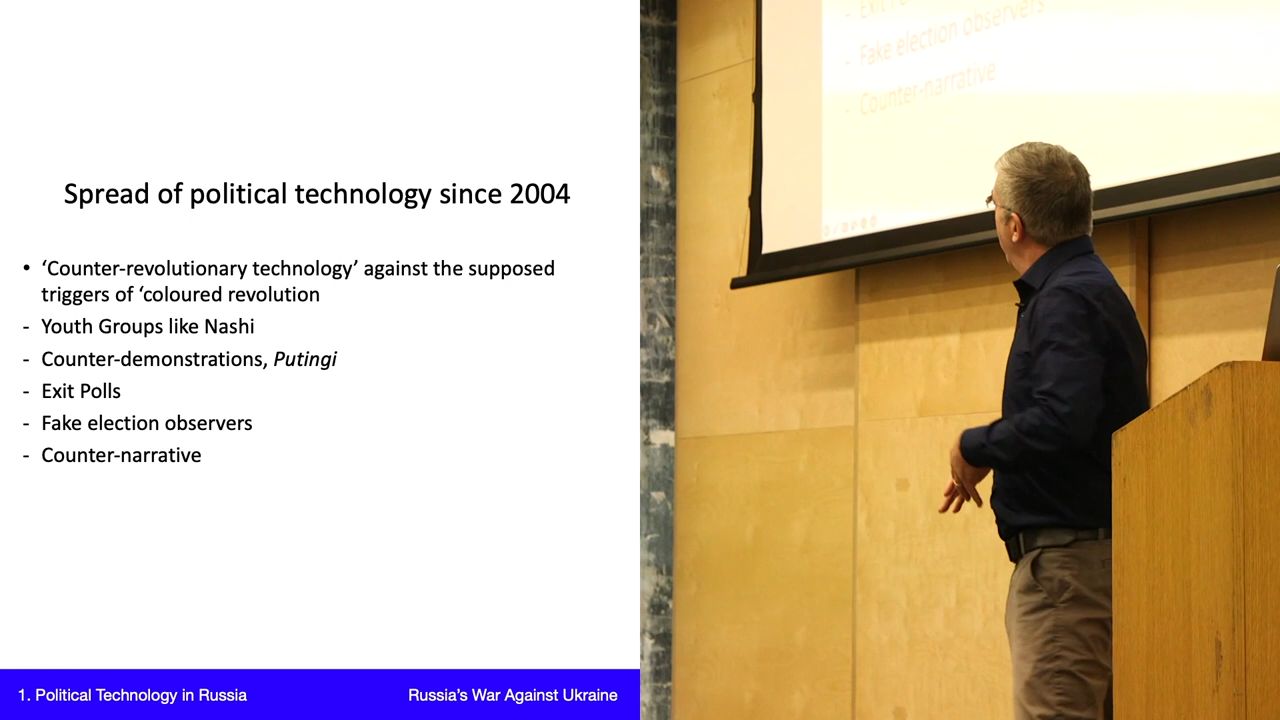 Spread of political technology since 2004
• ‘Counter-revolutionary technology’ against the supposed
triggers of ‘coloured revolution
- Youth Groups like Nashi
- Counter-demonstrations, Putingi
- Exit Polls
- Fake election observers
- Counter-narrative
1. Political Technology in Russia
Russia’s War Against Ukraine
- Exit
- Fake election observers
- Counter-narrative